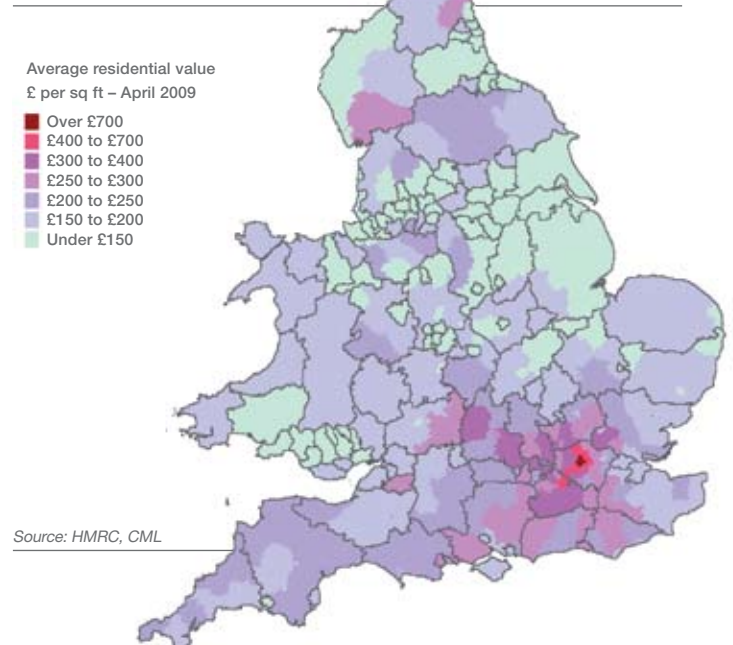 Average residential value
£ per sq ft – April 2009
Over £700
£400 to £700
£300 to £400
£250 to £300
£200 to £250
£150 to £200
Under £150
Source: HMRC, CML